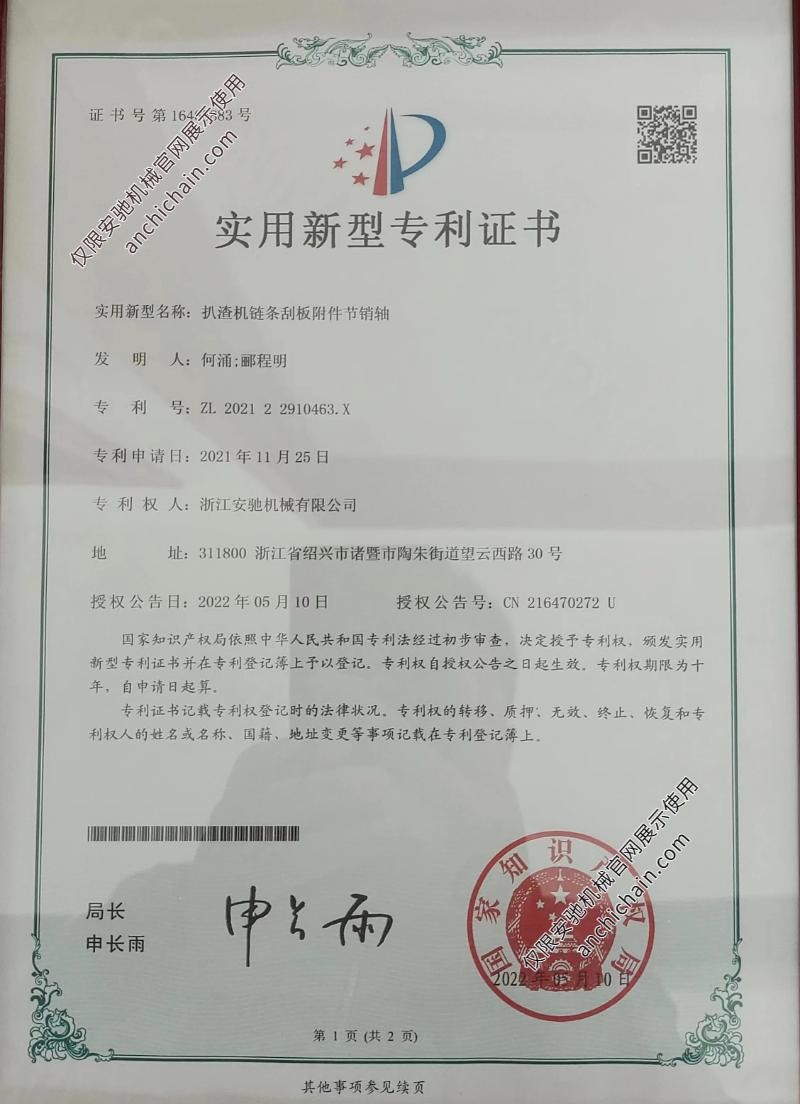 证书号第164 683号
仅限安驰机械官网展示使用
anchichain.com
实用新型专利证书
实用新型名称：扒渣机链条刮板附件节销轴
发明人：何涌;郦程明
专利号：ZL 2021 2 2910463.X
专利申请日：2021年11月25日
专利权人：浙江安驰机械有限公司
地址：311800 浙江省绍兴市诸暨市陶朱街道望云西路30号
授权公告日：2022年05月10日 授权公告号：CN 216470272 U
国家知识产权局依照中华人民共和国专利法经过初步审查，决定授予专利权，颁发实用
新型专利证书并在专利登记簿上予以登记。专利权自授权公告之日起生效。专利权期限为十
年，自申请日起算。
专利证书记载专利权登记时的法律状况。专利权的转移、质押、无效、终止、恢复和专
利权人的姓名或名称、国籍、地址变更等事项记载在专利登记簿上。
局长
申长雨
申长雨
国家知识产权局
2022年05月10日
仅限安驰机械官网展示使用
anchichain.com
第 1 页 (共 2 页)
其他事项参见续页